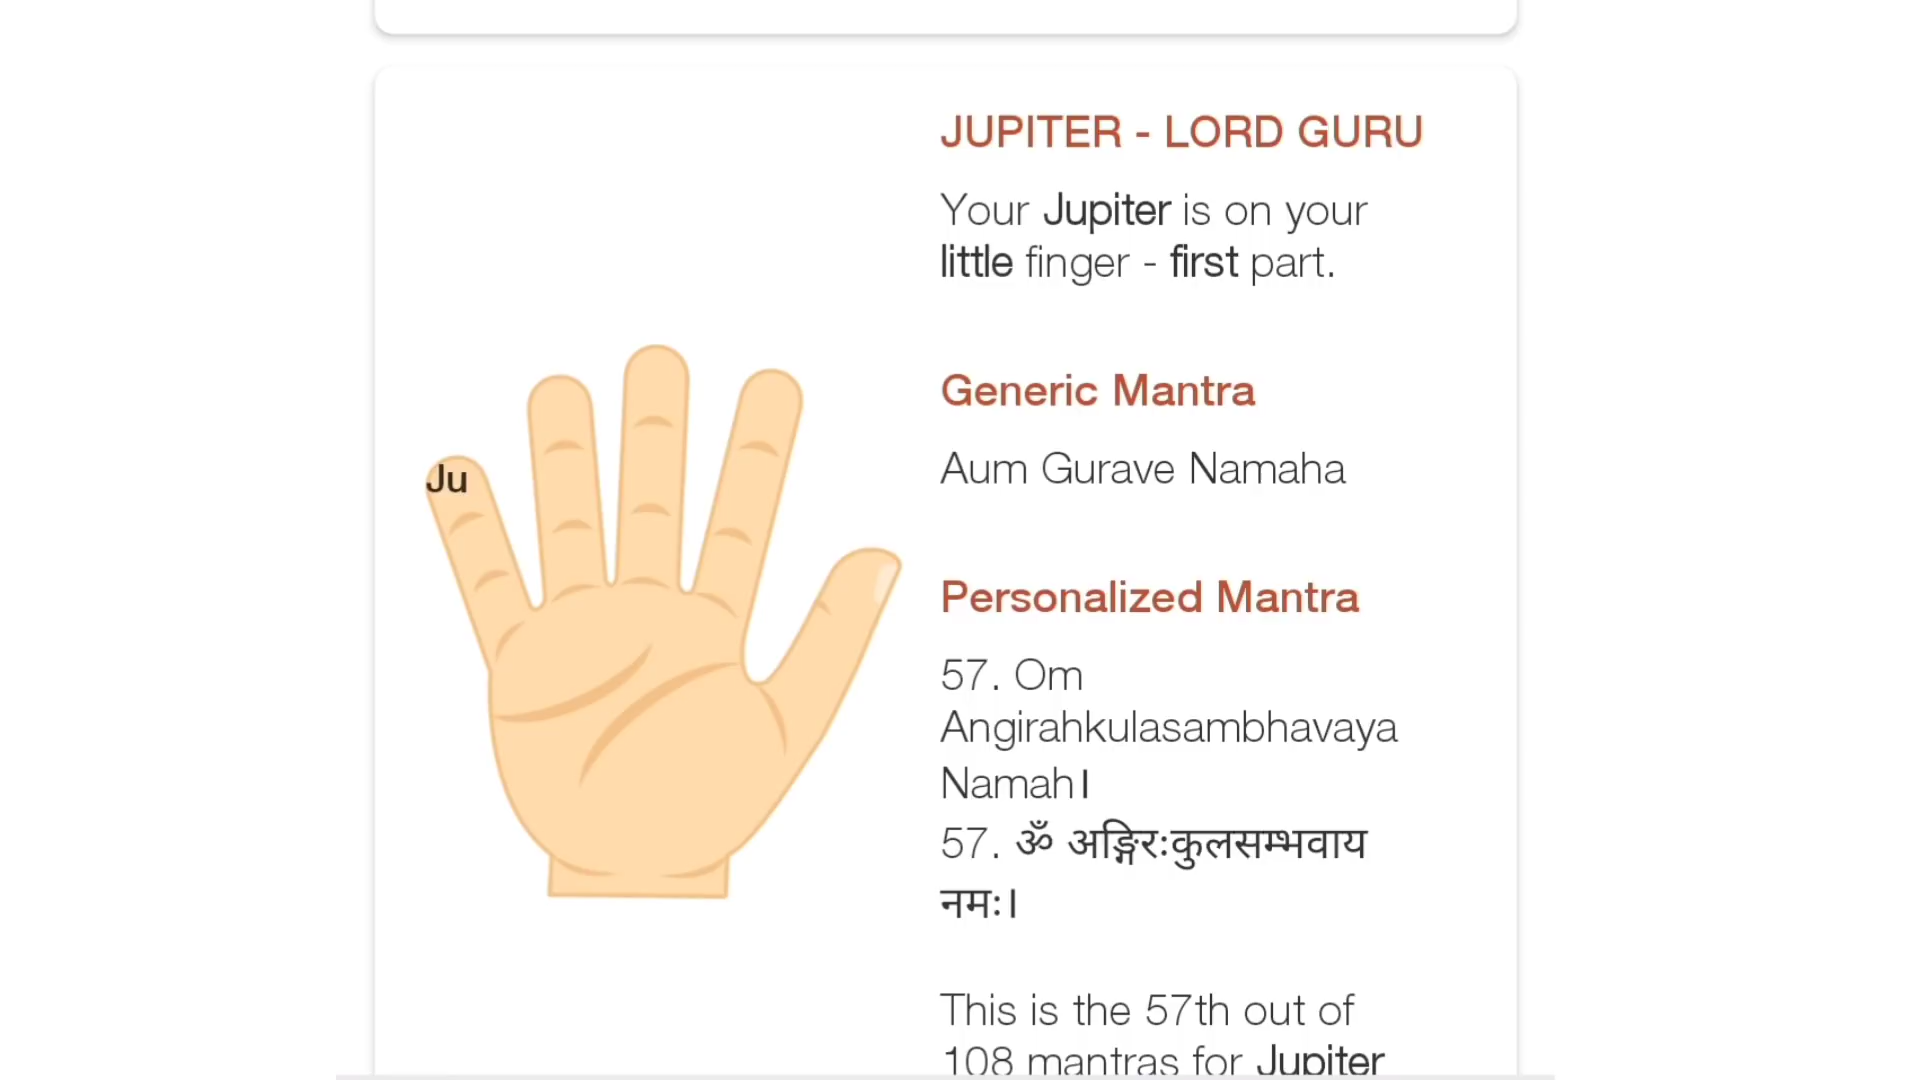 JUPITER - LORD GURU
Your Jupiter is on your
little finger - first part.
Generic Mantra
Aum Gurave Namaha
Ju
Personalized Mantra
57. Om
Angirahkulasambhavaya
Namah।
57. ॐ अङ्गिरःकुलसम्भवाय
नमः।
This is the 57th out of
108 mantras for Jupiter